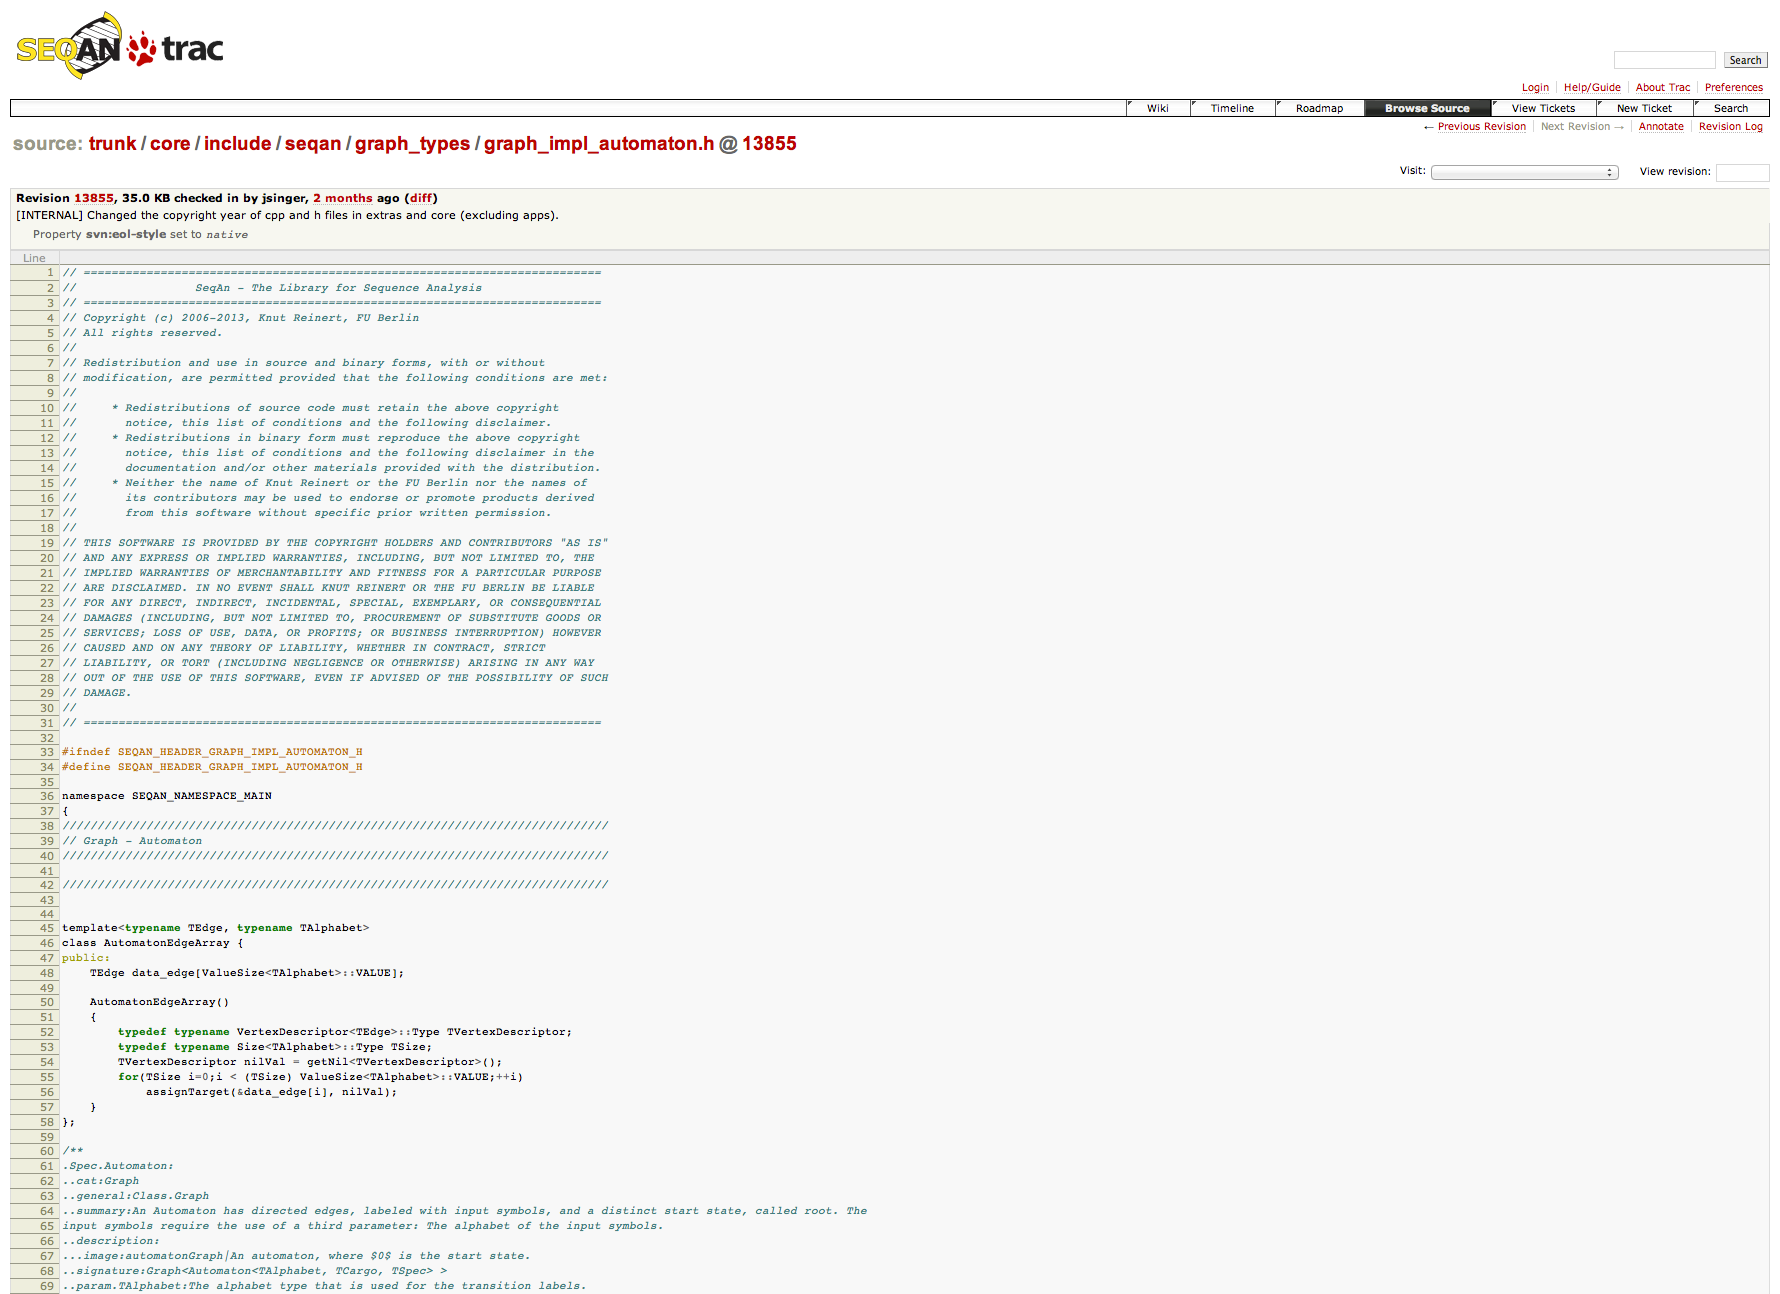 SEQAN trac
Search
Login Help/Guide About Trac Preferences
Wiki Timeline Roadmap Browse Source View Tickets New Ticket Search
← Previous Revision Next Revision → Annotate Revision Log
source: trunk / core / include / seqan / graph_types / graph_impl_automaton.h @ 13855
Visit: View revision:
Revision 13855, 35.0 KB checked in by jsinger, 2 months ago (diff)
[INTERNAL] Changed the copyright year of cpp and h files in extras and core (excluding apps).
Property svn:eol-style set to native
Line
1 // ==========================================================================
2 //                 SeqAn - The Library for Sequence Analysis
3 // ==========================================================================
4 // Copyright (c) 2006-2013, Knut Reinert, FU Berlin
5 // All rights reserved.
6 //
7 // Redistribution and use in source and binary forms, with or without
8 // modification, are permitted provided that the following conditions are met:
9 //
10 //     * Redistributions of source code must retain the above copyright
11 //       notice, this list of conditions and the following disclaimer.
12 //     * Redistributions in binary form must reproduce the above copyright
13 //       notice, this list of conditions and the following disclaimer in the
14 //       documentation and/or other materials provided with the distribution.
15 //     * Neither the name of Knut Reinert or the FU Berlin nor the names of
16 //       its contributors may be used to endorse or promote products derived
17 //       from this software without specific prior written permission.
18 //
19 // THIS SOFTWARE IS PROVIDED BY THE COPYRIGHT HOLDERS AND CONTRIBUTORS "AS IS"
20 // AND ANY EXPRESS OR IMPLIED WARRANTIES, INCLUDING, BUT NOT LIMITED TO, THE
21 // IMPLIED WARRANTIES OF MERCHANTABILITY AND FITNESS FOR A PARTICULAR PURPOSE
22 // ARE DISCLAIMED. IN NO EVENT SHALL KNUT REINERT OR THE FU BERLIN BE LIABLE
23 // FOR ANY DIRECT, INDIRECT, INCIDENTAL, SPECIAL, EXEMPLARY, OR CONSEQUENTIAL
24 // DAMAGES (INCLUDING, BUT NOT LIMITED TO, PROCUREMENT OF SUBSTITUTE GOODS OR
25 // SERVICES; LOSS OF USE, DATA, OR PROFITS; OR BUSINESS INTERRUPTION) HOWEVER
26 // CAUSED AND ON ANY THEORY OF LIABILITY, WHETHER IN CONTRACT, STRICT
27 // LIABILITY, OR TORT (INCLUDING NEGLIGENCE OR OTHERWISE) ARISING IN ANY WAY
28 // OUT OF THE USE OF THIS SOFTWARE, EVEN IF ADVISED OF THE POSSIBILITY OF SUCH
29 // DAMAGE.
30 //
31 // ==========================================================================
32
33 #ifndef SEQAN_HEADER_GRAPH_IMPL_AUTOMATON_H
34 #define SEQAN_HEADER_GRAPH_IMPL_AUTOMATON_H
35
36 namespace SEQAN_NAMESPACE_MAIN
37 {
38 //////////////////////////////////////////////////////////////////////////////
39 // Graph - Automaton
40 //////////////////////////////////////////////////////////////////////////////
41
42 //////////////////////////////////////////////////////////////////////////////
43
44
45 template<typename TEdge, typename TAlphabet>
46 class AutomatonEdgeArray {
47 public:
48     TEdge data_edge[ValueSize<TAlphabet>::VALUE];
49
50     AutomatonEdgeArray()
51     {
52         typedef typename VertexDescriptor<TEdge>::Type TVertexDescriptor;
53         typedef typename Size<TAlphabet>::Type TSize;
54         TVertexDescriptor nilVal = getNil<TVertexDescriptor>();
55         for(TSize i=0;i < (TSize) ValueSize<TAlphabet>::VALUE;++i)
56             assignTarget(&data_edge[i], nilVal);
57     }
58 };
59
60 /**
61 .Spec.Automaton:
62 ..cat:Graph
63 ..general:Class.Graph
64 ..summary:An Automaton has directed edges, labeled with input symbols, and a distinct start state, called root. The
65 input symbols require the use of a third parameter: The alphabet of the input symbols.
66 ..description:
67 ...image:automatonGraph|An automaton, where $0$ is the start state.
68 ..signature:Graph<Automaton<TAlphabet, TCargo, TSpec> >
69 ..param.TAlphabet:The alphabet type that is used for the transition labels.